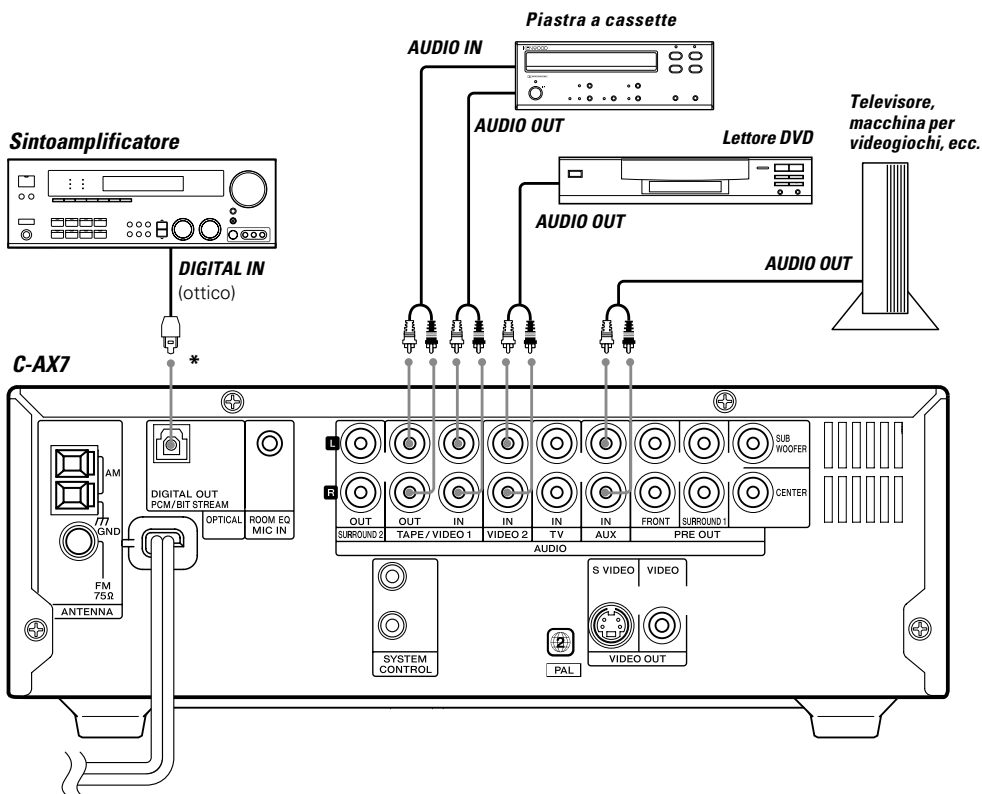 Piastra a cassette
AUDIO IN
KENWOOD
AUDIO OUT
Televisore,
macchina per
videogiochi, ecc.
Sintoamplificatore
Lettore DVD
AUDIO OUT
AUDIO OUT
DIGITAL IN
(ottico)
*
C-AX7
L
SUB
WOOFER
AM
R
CENTER
DIGITAL OUT
PCM/BIT STREAM
GND
OPTICAL
ROOM EQ
MIC IN
OUT OUT IN IN IN IN FRONT SURROUND 1
SURROUND 2 TAPE / VIDEO 1 VIDEO 2 TV AUX PRE OUT
AUDIO
FM
75Ω
ANTENNA
S VIDEO VIDEO
2
SYSTEM
CONTROL
PAL
VIDEO OUT